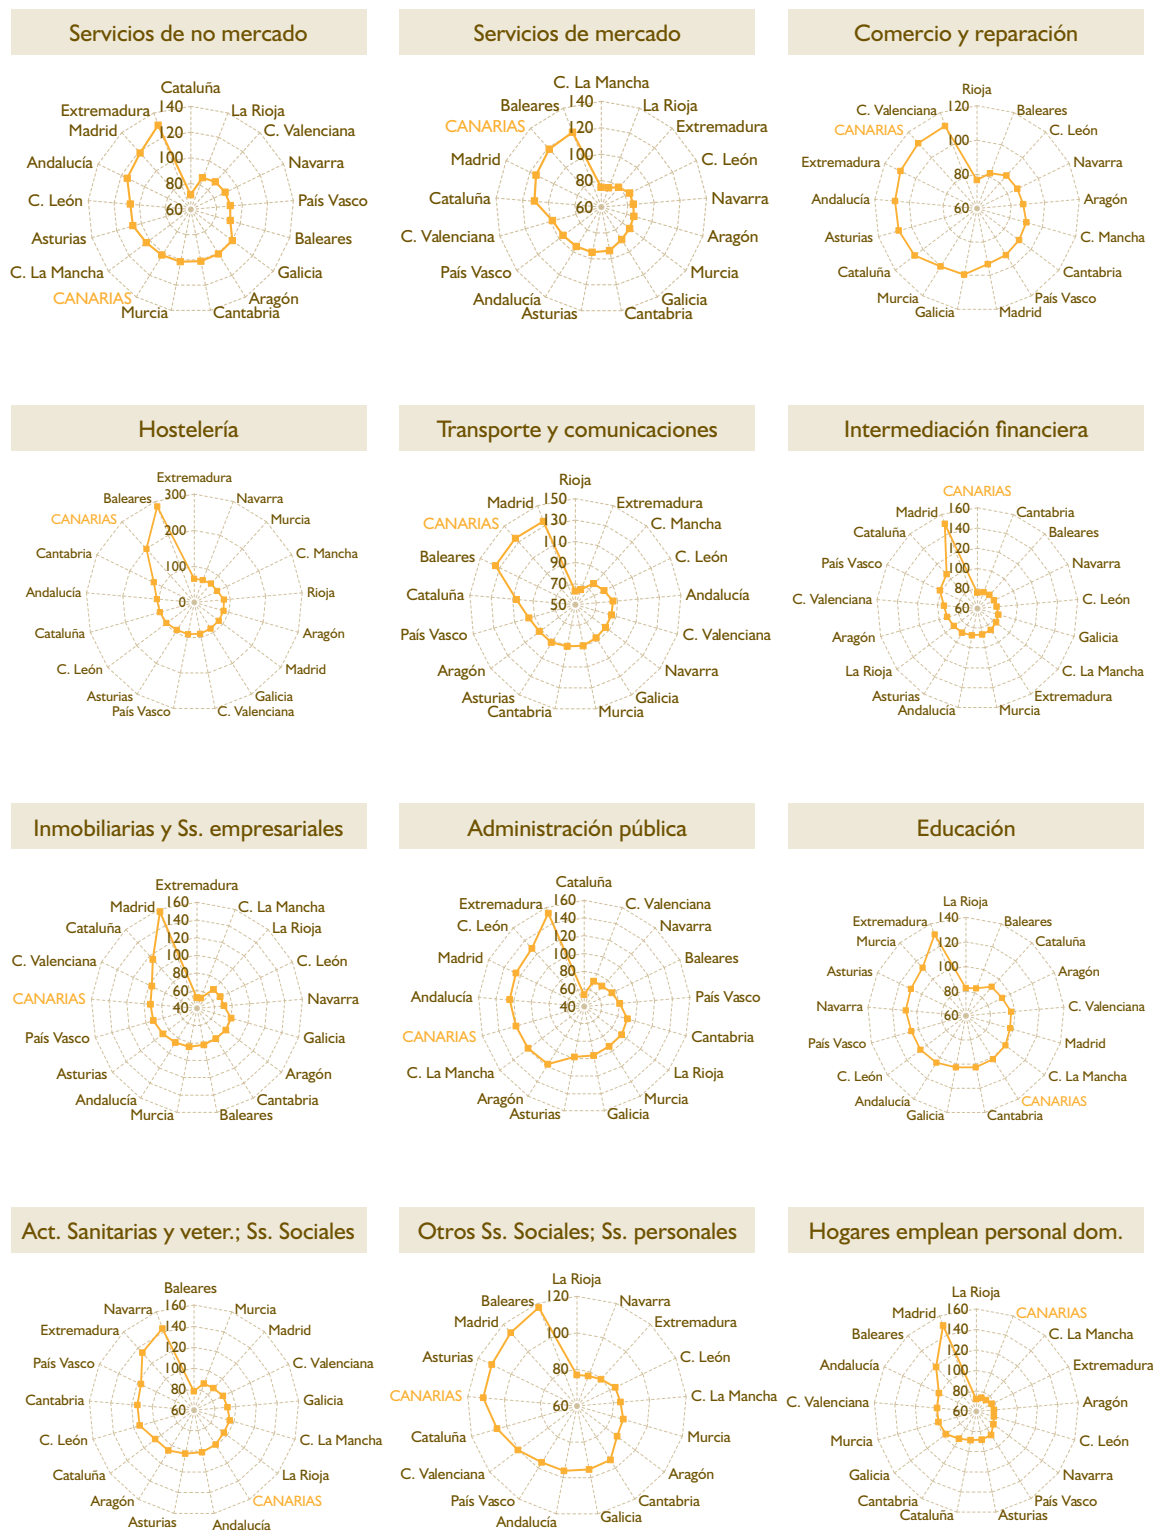 Servicios de no mercado
Cataluña
La Rioja
C. Valenciana
Navarra
País Vasco
Baleares
Galicia
Aragón
Cantabria
Murcia
CANARIAS
C. La Mancha
Asturias
C. León
Andalucía
Madrid
Extremadura
140
120
100
80
60
Servicios de mercado
C. La Mancha
La Rioja
Extremadura
C. León
Navarra
Aragón
Murcia
Galicia
Cantabria
Asturias
Andalucía
País Vasco
C. Valenciana
Cataluña
Madrid
CANARIAS
Baleares
140
120
100
80
60
Comercio y reparación
Rioja
Baleares
C. León
Navarra
Aragón
C. Mancha
Cantabria
País Vasco
Madrid
Galicia
Murcia
Cataluña
Asturias
Andalucía
Extremadura
CANARIAS
C. Valenciana
120
100
80
60
Hostelería
Extremadura
Navarra
Murcia
C. Mancha
Rioja
Aragón
Madrid
Galicia
C. Valenciana
País Vasco
Asturias
C. León
Cataluña
Andalucía
Cantabria
CANARIAS
Baleares
300
200
100
0
Transporte y comunicaciones
Rioja
Extremadura
C. Mancha
C. León
Andalucía
C. Valenciana
Navarra
Galicia
Murcia
Cantabria
Asturias
Aragón
País Vasco
Cataluña
Baleares
CANARIAS
Madrid
150
130
110
90
70
50
Intermediación financiera
CANARIAS
Cantabria
Baleares
Navarra
C. León
Galicia
C. La Mancha
Extremadura
Murcia
Andalucía
Asturias
La Rioja
Aragón
C. Valenciana
País Vasco
Cataluña
Madrid
160
140
120
100
80
60
Inmobiliarias y Ss. empresariales
Extremadura
C. La Mancha
La Rioja
C. León
Navarra
Galicia
Aragón
Cantabria
Baleares
Murcia
Andalucía
Asturias
País Vasco
CANARIAS
C. Valenciana
Cataluña
Madrid
160
140
120
100
80
60
40
Administración pública
Cataluña
C. Valenciana
Navarra
Baleares
País Vasco
Cantabria
La Rioja
Murcia
Galicia
Asturias
Aragón
C. La Mancha
CANARIAS
Andalucía
Madrid
C. León
Extremadura
160
140
120
100
80
60
40
Educación
La Rioja
Baleares
Cataluña
Aragón
C. Valenciana
Madrid
C. La Mancha
CANARIAS
Cantabria
Galicia
Andalucía
C. León
País Vasco
Navarra
Asturias
Murcia
Extremadura
140
120
100
80
60
Act. Sanitarias y veter.; Ss. Sociales
Baleares
Murcia
Madrid
C. Valenciana
Galicia
C. La Mancha
La Rioja
CANARIAS
Andalucía
Asturias
Aragón
Cataluña
C. León
Cantabria
País Vasco
Extremadura
Navarra
160
140
120
100
80
60
Otros Ss. Sociales; Ss. personales
La Rioja
Navarra
Extremadura
C. León
C. La Mancha
Murcia
Aragón
Cantabria
Galicia
Andalucía
País Vasco
C. Valenciana
Cataluña
CANARIAS
Asturias
Madrid
Baleares
120
100
80
60
Hogares emplean personal dom.
La Rioja
CANARIAS
C. La Mancha
Extremadura
Aragón
C. León
Navarra
País Vasco
Asturias
Cataluña
Cantabria
Galicia
Murcia
C. Valenciana
Andalucía
Baleares
Madrid
160
140
120
100
80
60